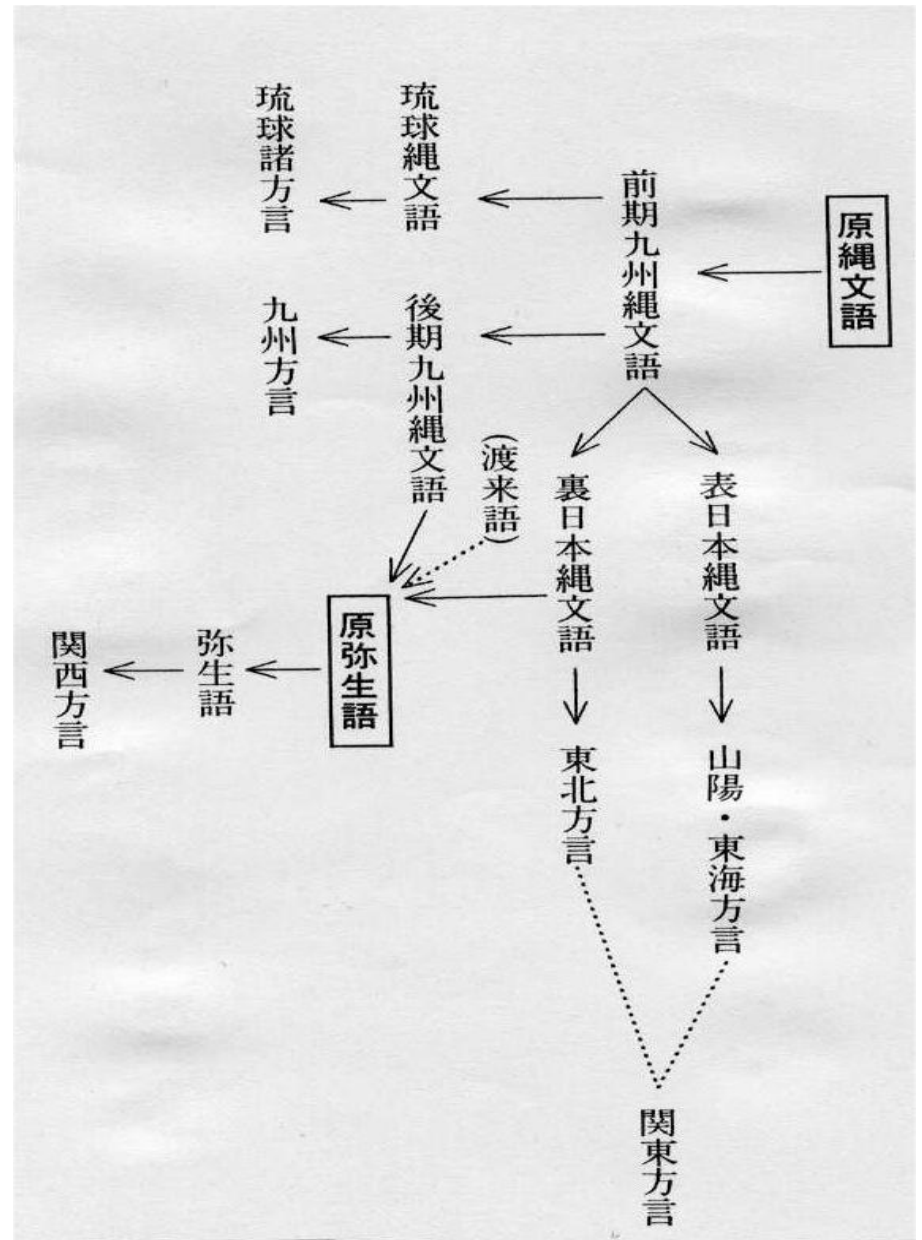 原縄文語
表日本縄文語
山陽・東海方言
前期九州縄文語
関東方言
裏日本縄文語
東北方言
(渡来語)
琉球縄文語
後期九州縄文語
原弥生語
琉球諸方言
九州方言
弥生語
関西方言